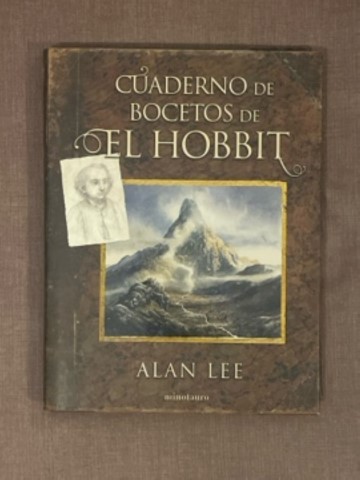 CUADERNO DE
BOCETOS DE
EL HOBBIT
ALAN LEE
minotauro